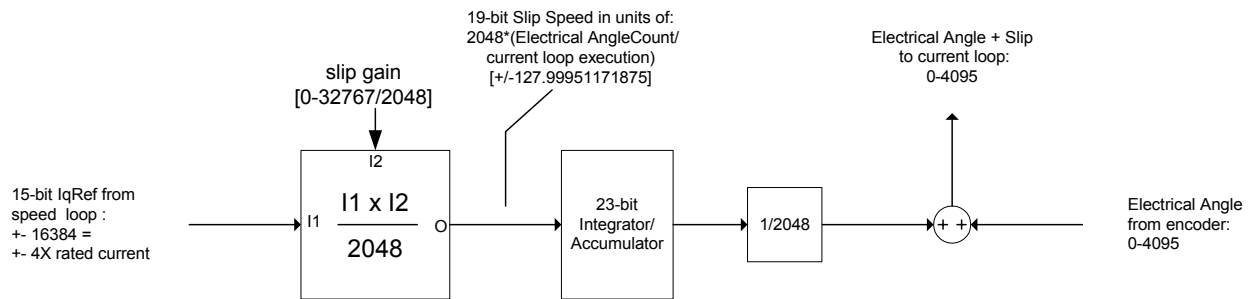 19-bit Slip Speed in units of:
2048*(Electrical AngleCount/
current loop execution)
[+/-127.99951171875]
Electrical Angle + Slip
to current loop:
0-4095
slip gain
[0-32767/2048]
15-bit IqRef from
speed loop :
+- 16384 =
+- 4X rated current
I1
I2
I1 x I2
2048
O
23-bit
Integrator/
Accumulator
1/2048
+ +
Electrical Angle
from encoder:
0-4095